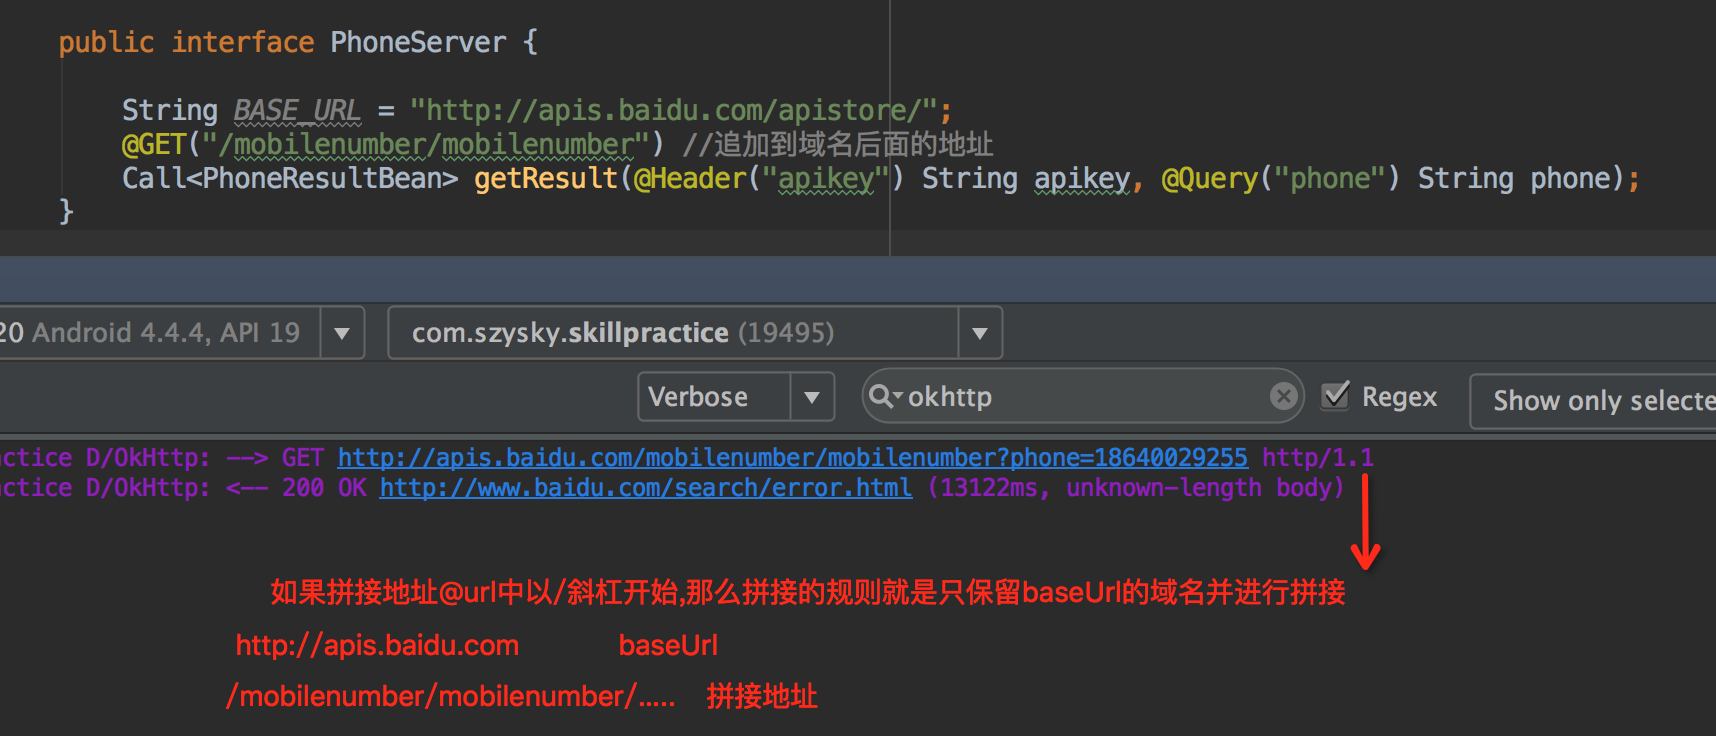 public interface PhoneServer {
String BASE_URL = "http://apis.baidu.com/apistore/";
@GET("/mobilenumber/mobilenumber") //追加到域名后面的地址
Call<PhoneResultBean> getResult(@Header("apikey") String apikey, @Query("phone") String phone);
}
20 Android 4.4.4, API 19 com.szysky.skillpractice (19495)
Verbose okhttp Regex Show only selecte
actice D/OkHttp: --> GET http://apis.baidu.com/mobilenumber/mobilenumber?phone=18640029255 http/1.1
actice D/OkHttp: <-- 200 OK http://www.baidu.com/search/error.html (13122ms, unknown-length body)
如果拼接地址@url中以/斜杠开始,那么拼接的规则就是只保留baseUrl的域名并进行拼接
http://apis.baidu.com baseUrl
/mobilenumber/mobilenumber/..... 拼接地址